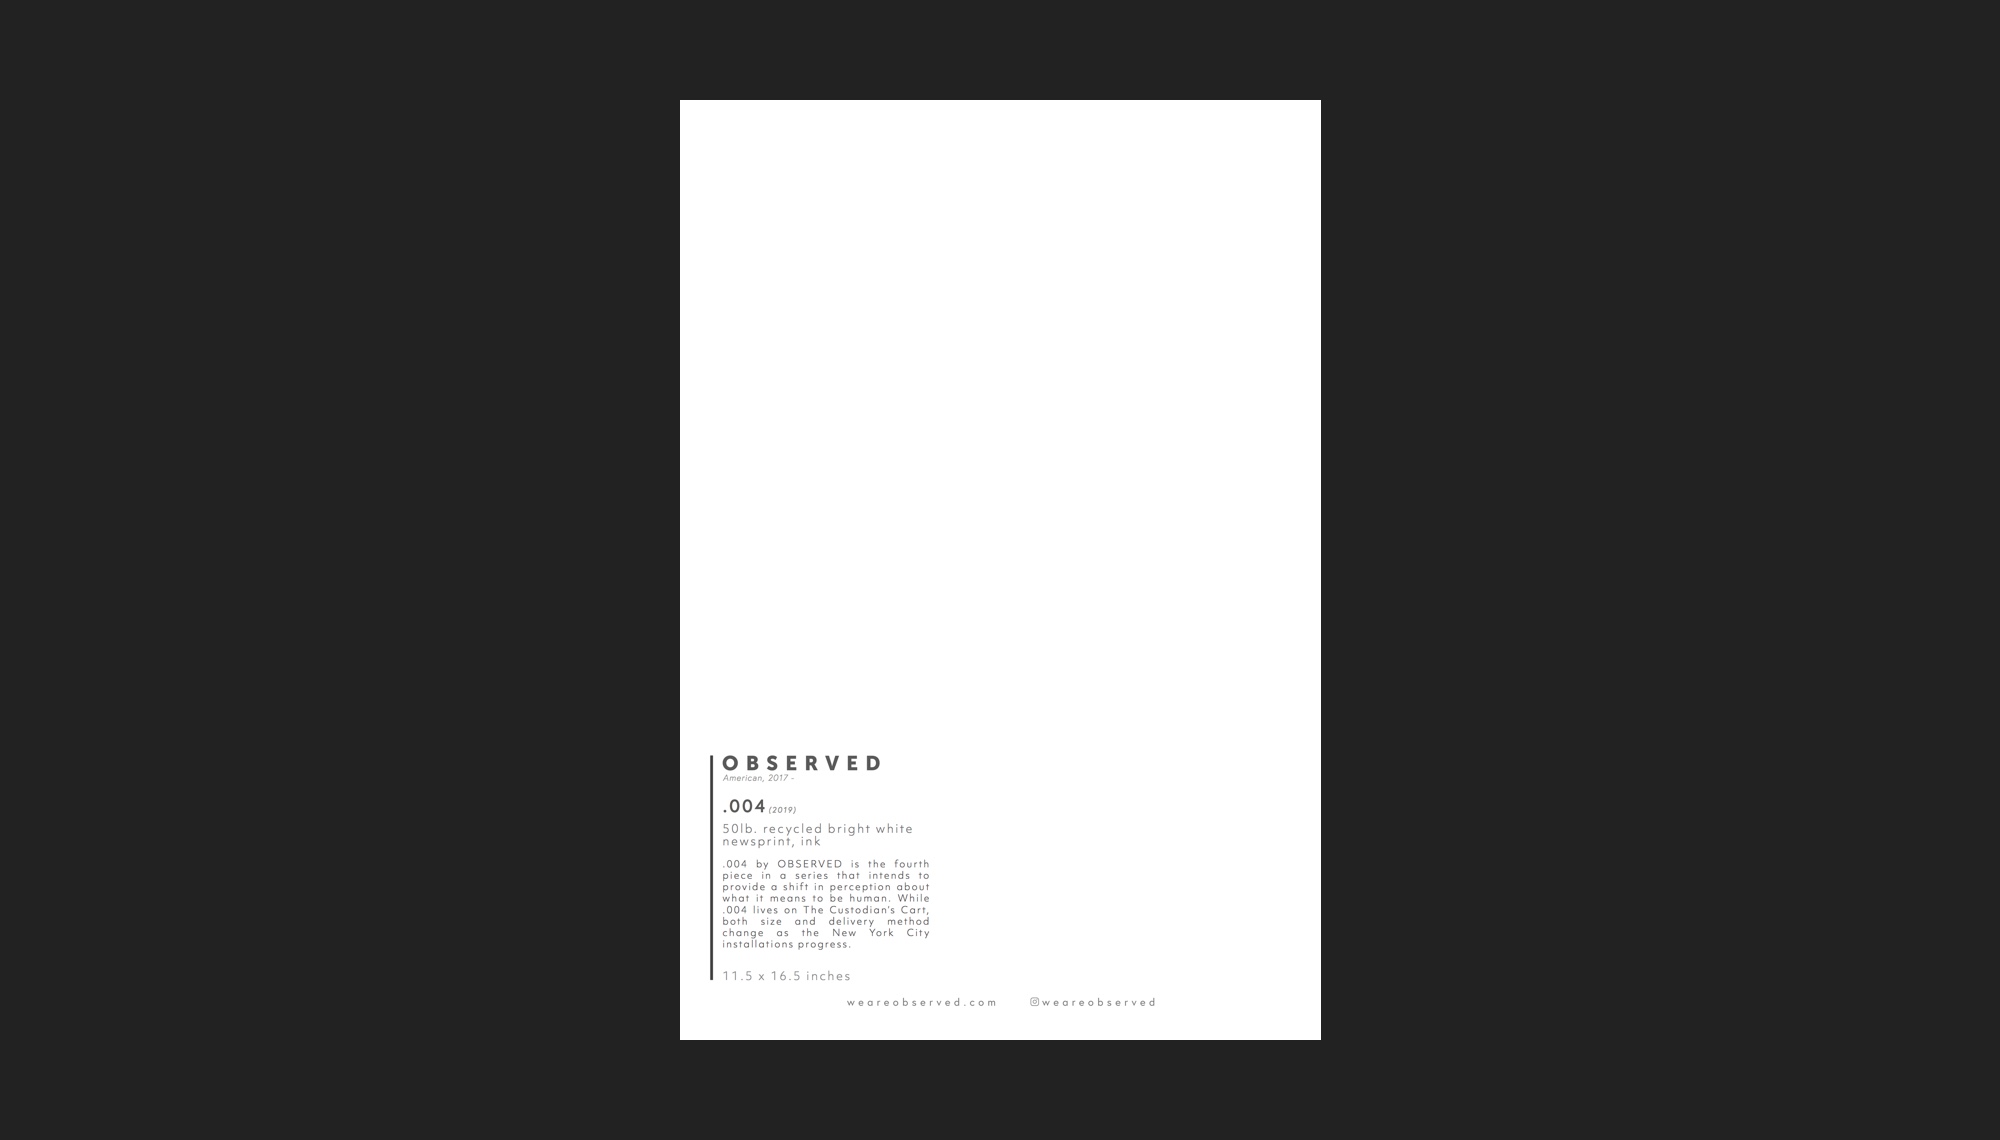 OBSERVED
American, 2017 -
.004 (2019)
50lb. recycled bright white
newsprint, ink
.004 by OBSERVED is the fourth
piece in a series that intends to
provide a shift in perception about
what it means to be human. While
.004 lives on The Custodian's Cart,
both size and delivery method
change as the New York City
installations progress.
11.5 x 16.5 inches
weareobserved.com weareobserved